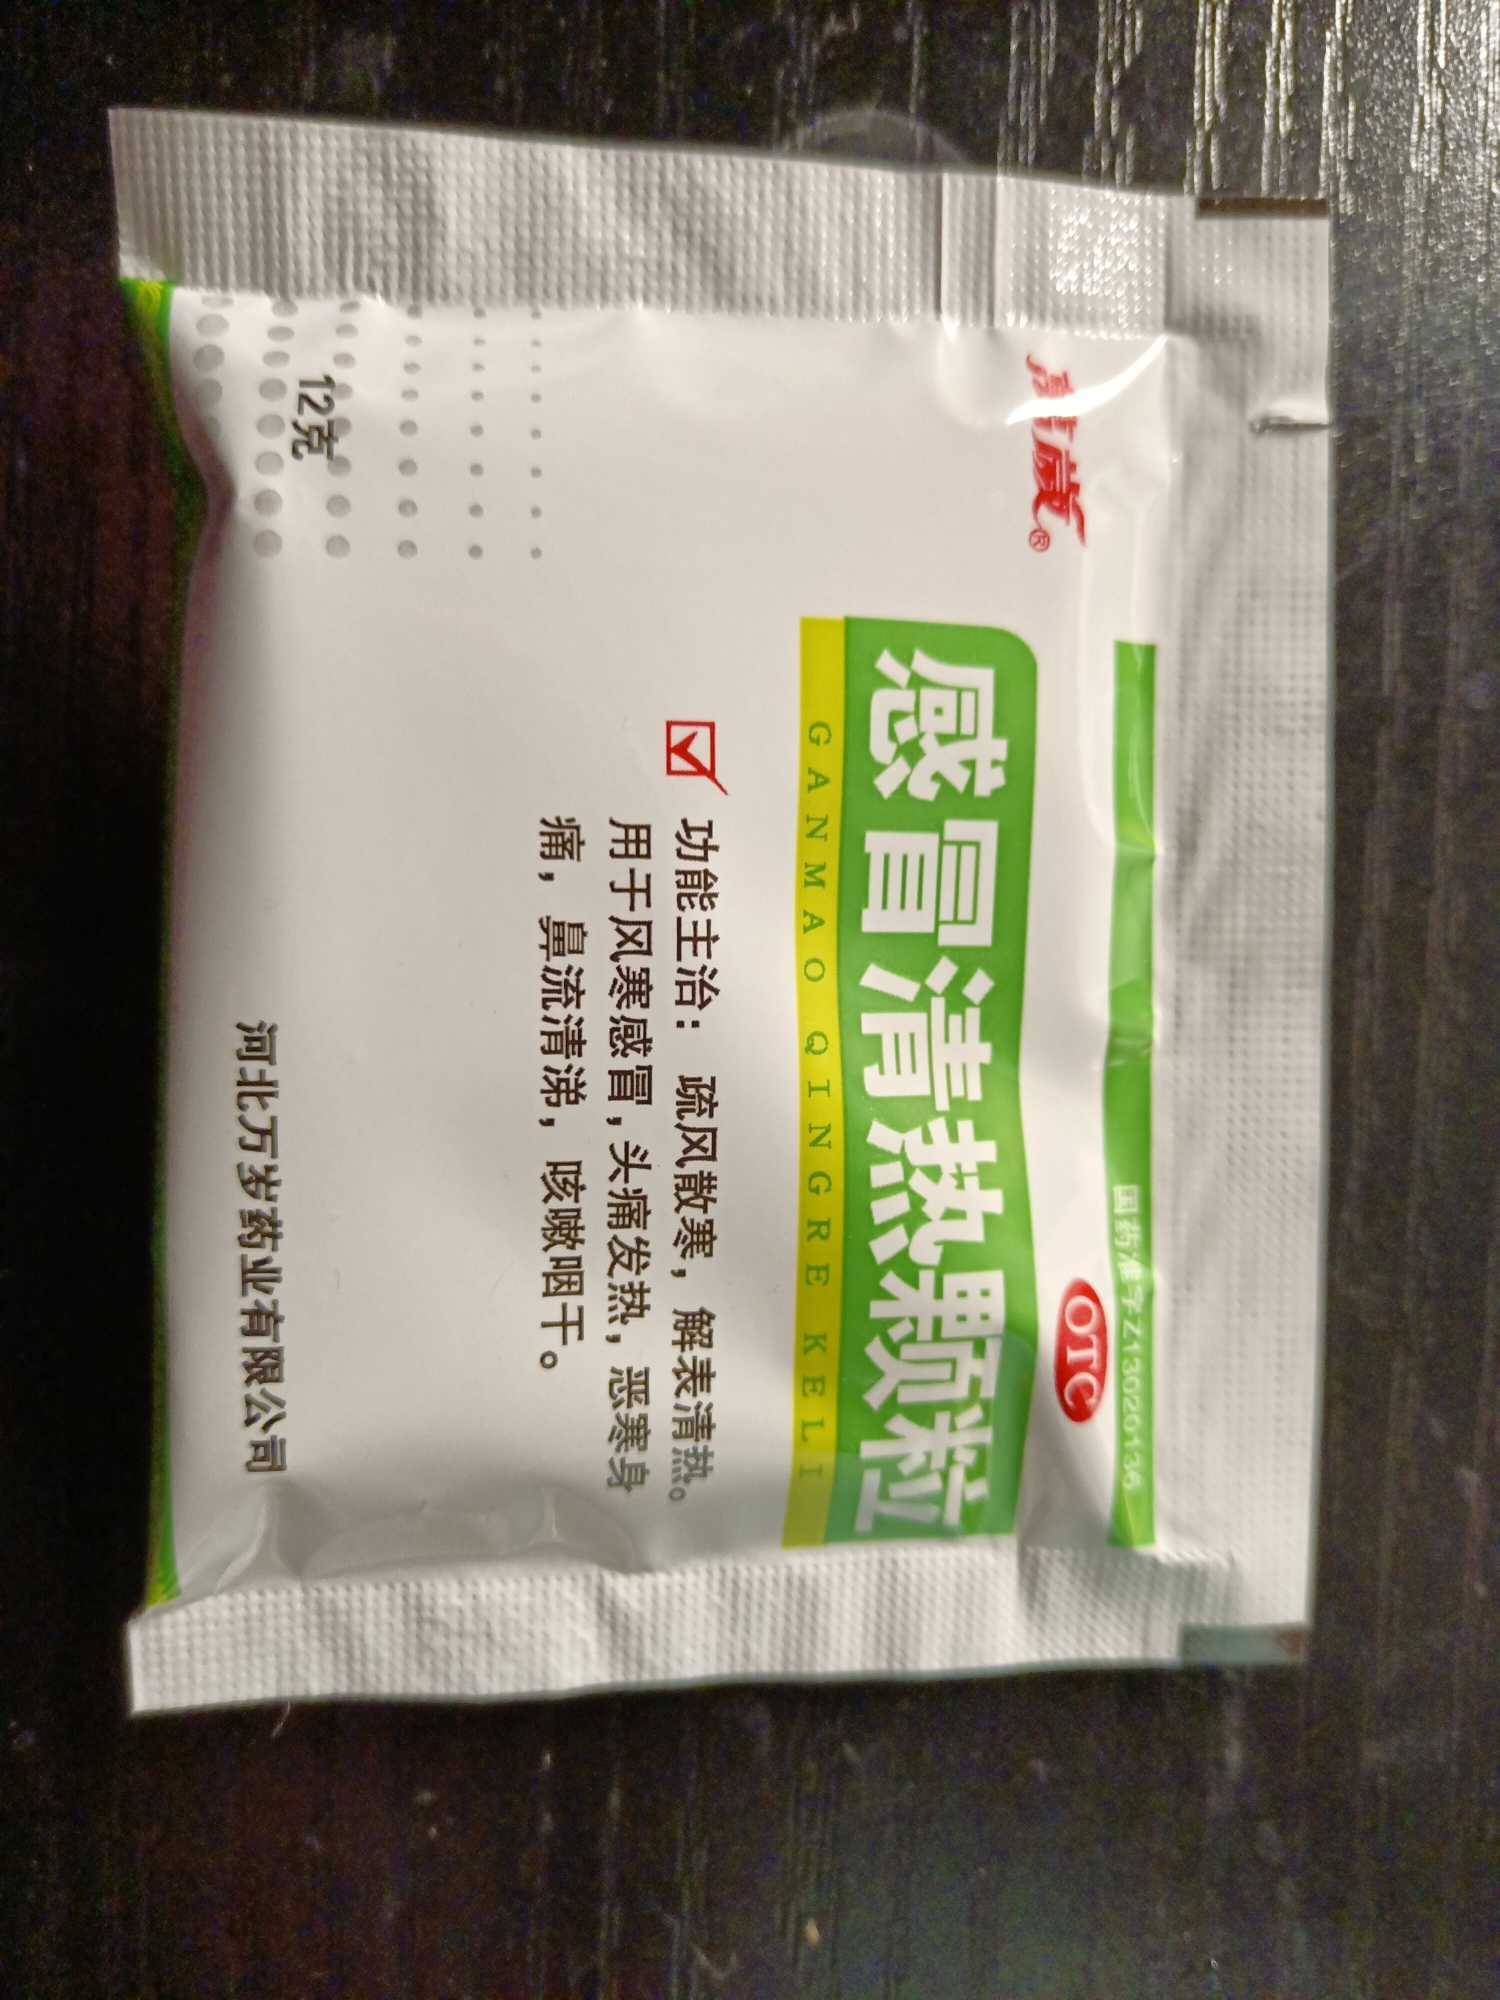 国药准字Z13020136
OTC
感冒清热颗粒
GANMAO QINGRE KELI
功能主治：疏风散寒，解表清热。
用于风寒感冒，头痛发热，恶寒身
痛，鼻流清涕，咳嗽咽干。
12克
河北万岁药业有限公司